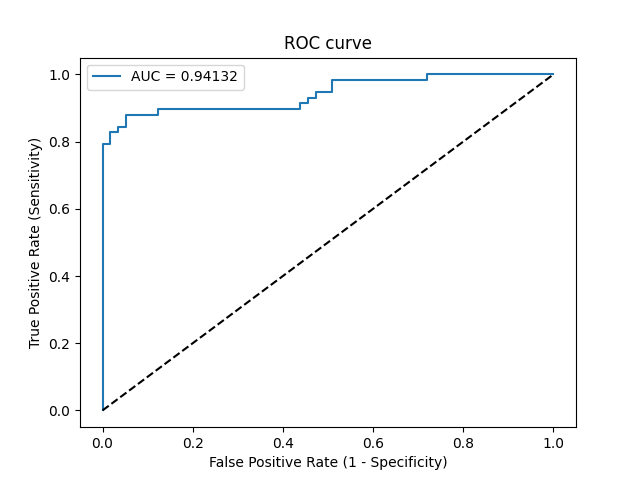 ROC curve
AUC = 0.94132
True Positive Rate (Sensitivity)
1.0
0.8
0.6
0.4
0.2
0.0
0.0 0.2 0.4 0.6 0.8 1.0
False Positive Rate (1 - Specificity)